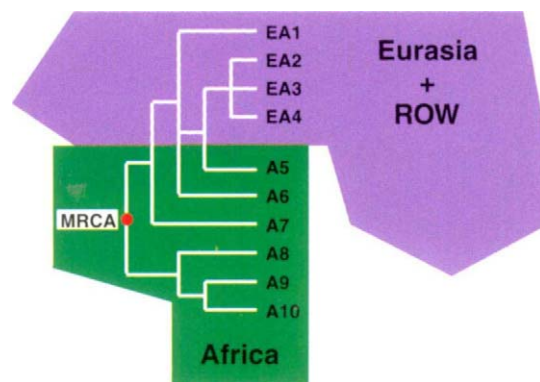 EA1
EA2
EA3
EA4
Eurasia
+
ROW
A5
A6
MRCA
A7
A8
A9
A10
Africa